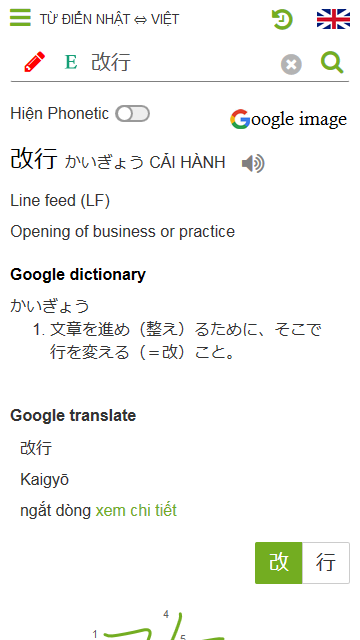 TỪ ĐIỂN NHẬT ⇔ VIỆT
E 改行
Hiện Phonetic
Google image
改行 かいぎょう CẢI HÀNH
Line feed (LF)
Opening of business or practice
Google dictionary
かいぎょう
1. 文章を進め（整え）るために、そこで
行を変える（＝改）こと。
Google translate
改行
Kaigyō
ngắt dòng xem chi tiết
改 行
4
1
5